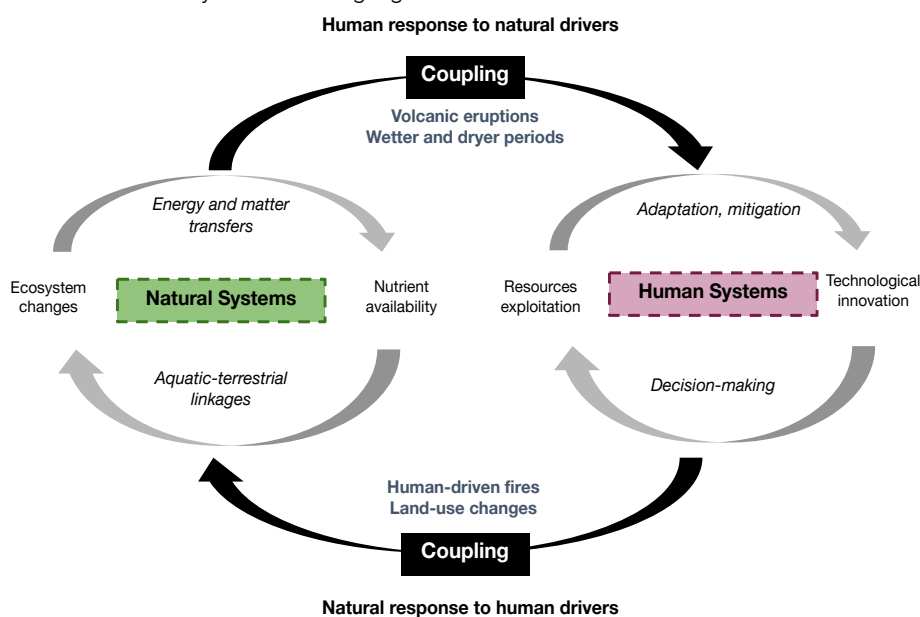 Human response to natural drivers
Coupling
Volcanic eruptions
Wetter and dryer periods
Energy and matter
transfers
Adaptation, mitigation
Ecosystem
changes
Natural Systems
Nutrient
availability
Resources
exploitation
Human Systems
Technological
innovation
Aquatic-terrestrial
linkages
Decision-making
Human-driven fires
Land-use changes
Coupling
Natural response to human drivers